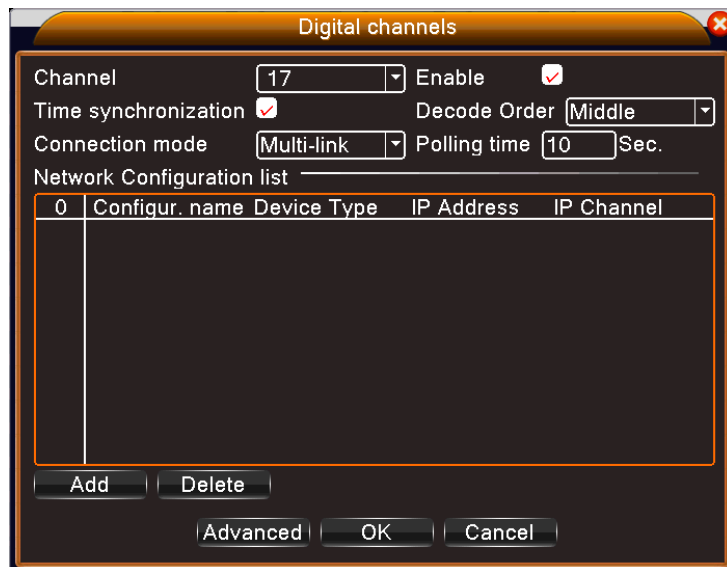 Digital channels
Channel 17 Enable
Time synchronization Decode Order Middle
Connection mode Multi-link Polling time 10 Sec.
Network Configuration list
0 Configur. name Device Type IP Address IP Channel
Add Delete
Advanced OK Cancel